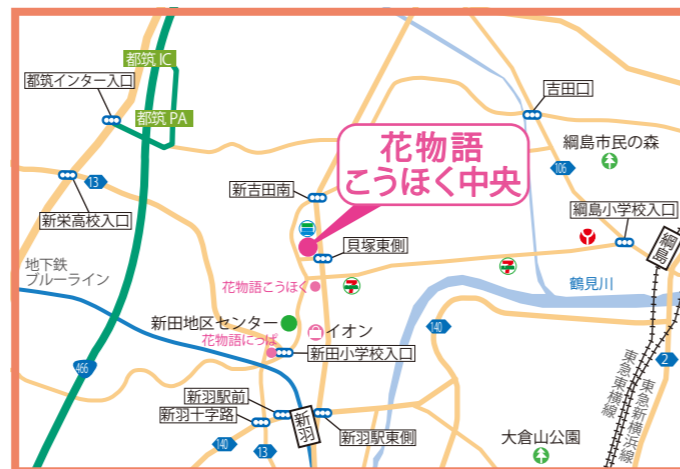 都筑IC
都筑インター入口
都筑PA
吉田口
花物語
こうほく中央
綱島市民の森
106
13
新吉田南
新栄高校入口
綱島小学校入口
貝塚東側
綱島
地下鉄
ブルーライン
花物語こうほく
7
7
鶴見川
新田地区センター
イオン
140
花物語にっぱ
新田小学校入口
466
2
東急東横線
東急新横浜線
新羽駅前
新羽十字路
新羽
新羽駅東側
大倉山公園
140
13